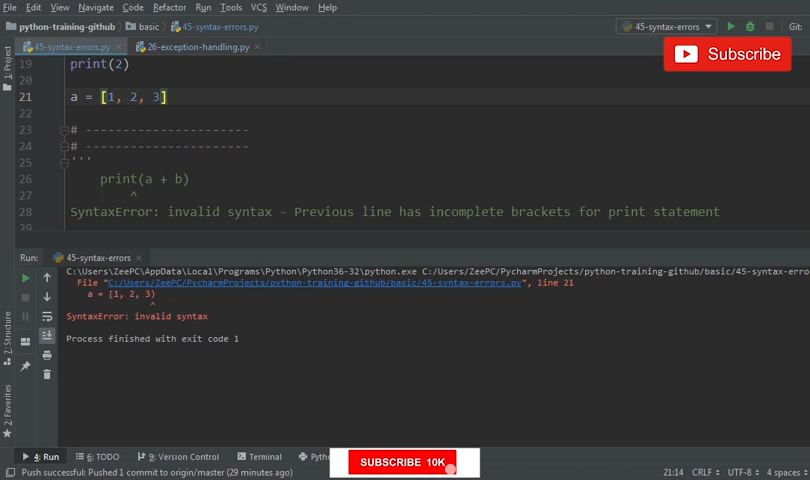 File Edit View Navigate Code Refactor Run Tools VCS Window Help
python-training-github basic 45-syntax-errors.py
45-syntax-errors Git:
45-syntax-errors.py 26-exception-handling.py
Subscribe
1: Project
19 print(2)
20
21 a = [1, 2, 3]
22
23 # -----------------------
24 # -----------------------
25 '''
26 print(a + b)
27 ^
28 SyntaxError: invalid syntax - Previous line has incomplete brackets for print statement
29
Run: 45-syntax-errors
C:\Users\ZeePC\AppData\Local\Programs\Python\Python36-32\python.exe C:/Users/ZeePC/PycharmProjects/python-training-github/basic/45-syntax-erro
File "C:/Users/ZeePC/PycharmProjects/python-training-github/basic/45-syntax-errors.py", line 21
a = [1, 2, 3)
^
SyntaxError: invalid syntax
Process finished with exit code 1
7: Structure
2: Favorites
4: Run 6: TODO 9: Version Control Terminal Pyth
SUBSCRIBE 10K
Push successful: Pushed 1 commit to origin/master (29 minutes ago) 21:14 CRLF UTF-8 4 spaces